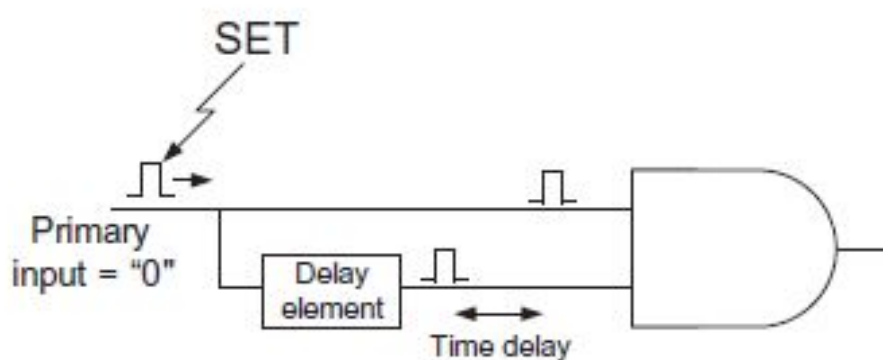 SET
Primary
input = “0"
Delay
element
Time delay